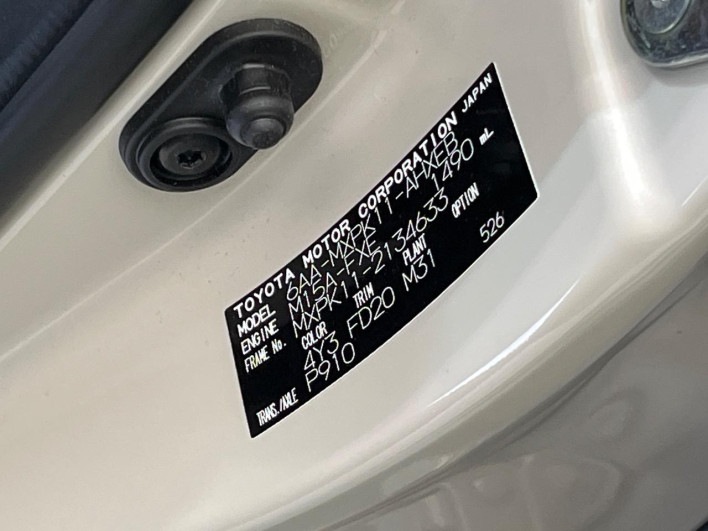 TOYOTA MOTOR CORPORATION JAPAN
MODEL 6AA-MXPK11-AHXEB
ENGINE M15A-FXE 1490 mL
FRAME No. MXPK11-2134633
COLOR TRIM PLANT OPTION
4Y3 FD20 M31 526
TRANS./AXLE P910